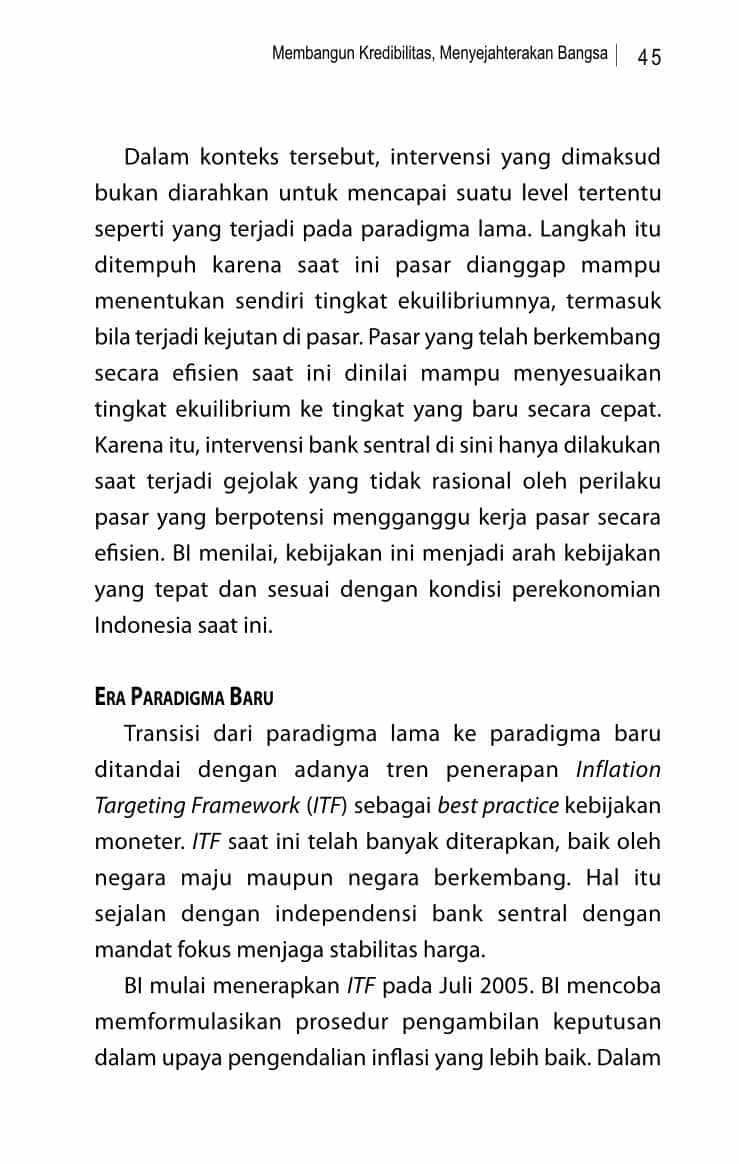 Membangun Kredibilitas, Menyejahterakan Bangsa | 45
Dalam konteks tersebut, intervensi yang dimaksud
bukan diarahkan untuk mencapai suatu level tertentu
seperti yang terjadi pada paradigma lama. Langkah itu
ditempuh karena saat ini pasar dianggap mampu
menentukan sendiri tingkat ekuilibriumnya, termasuk
bila terjadi kejutan di pasar. Pasar yang telah berkembang
secara efisien saat ini dinilai mampu menyesuaikan
tingkat ekuilibrium ke tingkat yang baru secara cepat.
Karena itu, intervensi bank sentral di sini hanya dilakukan
saat terjadi gejolak yang tidak rasional oleh perilaku
pasar yang berpotensi mengganggu kerja pasar secara
efisien. BI menilai, kebijakan ini menjadi arah kebijakan
yang tepat dan sesuai dengan kondisi perekonomian
Indonesia saat ini.
ERA PARADIGMA BARU
Transisi dari paradigma lama ke paradigma baru
ditandai dengan adanya tren penerapan Inflation
Targeting Framework (ITF) sebagai best practice kebijakan
moneter. ITF saat ini telah banyak diterapkan, baik oleh
negara maju maupun negara berkembang. Hal itu
sejalan dengan independensi bank sentral dengan
mandat fokus menjaga stabilitas harga.
BI mulai menerapkan ITF pada Juli 2005. BI mencoba
memformulasikan prosedur pengambilan keputusan
dalam upaya pengendalian inflasi yang lebih baik. Dalam